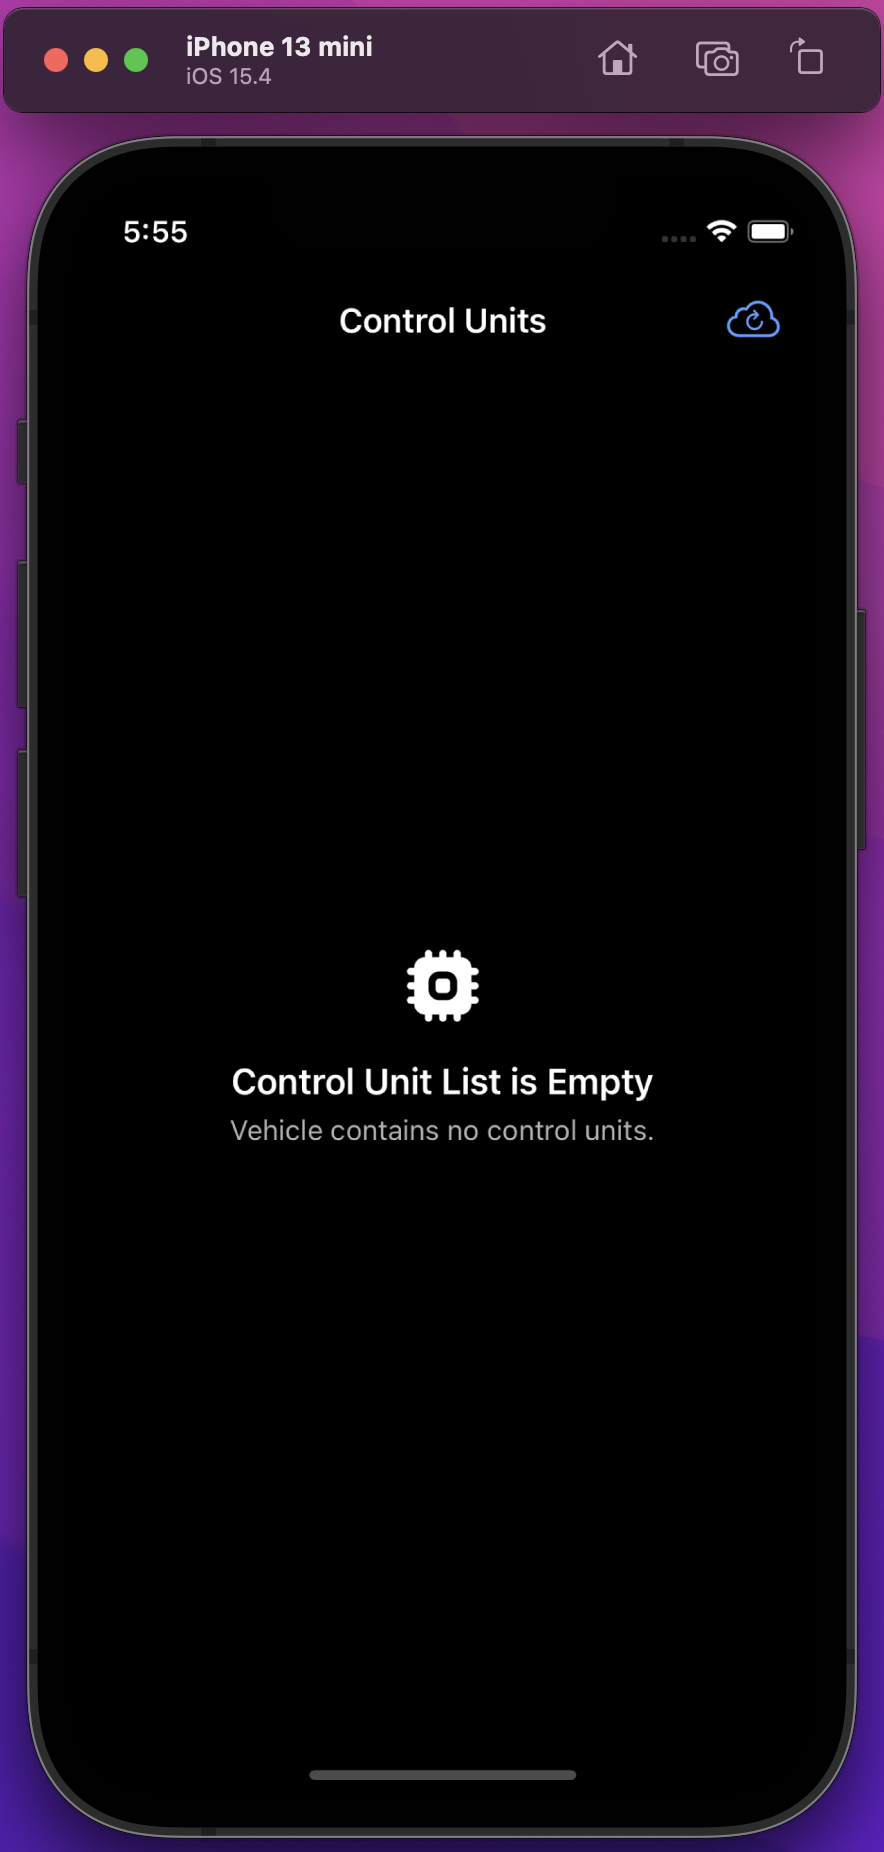 iPhone 13 mini
iOS 15.4
5:55
Control Units
Control Unit List is Empty
Vehicle contains no control units.